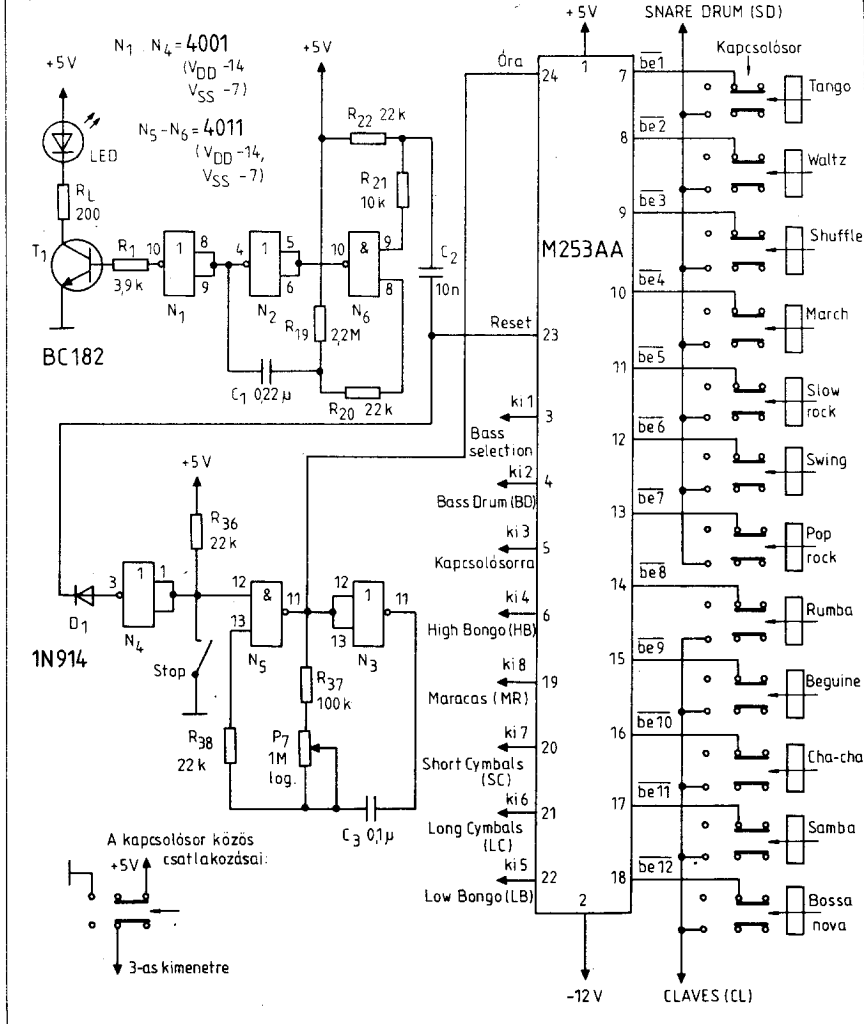 +5V
SNARE DRUM (SD)
N1 N4 = 4001
(VDD -14
VSS -7)
N5-N6 = 4011
(VDD -14,
VSS -7)
+5V
LED
RL
200
T1
R1
3,9k
BC182
10
1
8
9
N1
4
1
5
6
N2
10
&
9
8
N6
+5V
R22 22k
R21
10k
C2
10n
R19
2,2M
C1 0,22µ
R20 22k
Óra
24
1
Reset
23
M253AA
ki1
3
Bass
selection
ki2
4
Bass Drum (BD)
ki3
5
Kapcsolósorra
ki4
6
High Bongo (HB)
ki8
19
Maracas (MR)
ki7
20
Short Cymbals
(SC)
ki6
21
Long Cymbals
(LC)
ki5
22
Low Bongo (LB)
2
-12V
+5V
R36
22k
3
1
1
D1
N4
1N914
Stop
12
&
11
13
N5
12
1
11
13
N3
R37
100k
R38
22k
P7
1M
log.
C3 0,1µ
A kapcsolósor közös
csatlakozásai:
+5V
3-as kimenetre
Kapcsolósor
7
be1
Tango
8
be2
Waltz
9
be3
Shuffle
10
be4
March
11
be5
Slow
rock
12
be6
Swing
13
be7
Pop
rock
14
be8
Rumba
15
be9
Beguine
16
be10
Cha-cha
17
be11
Samba
18
be12
Bossa
nova
CLAVES (CL)